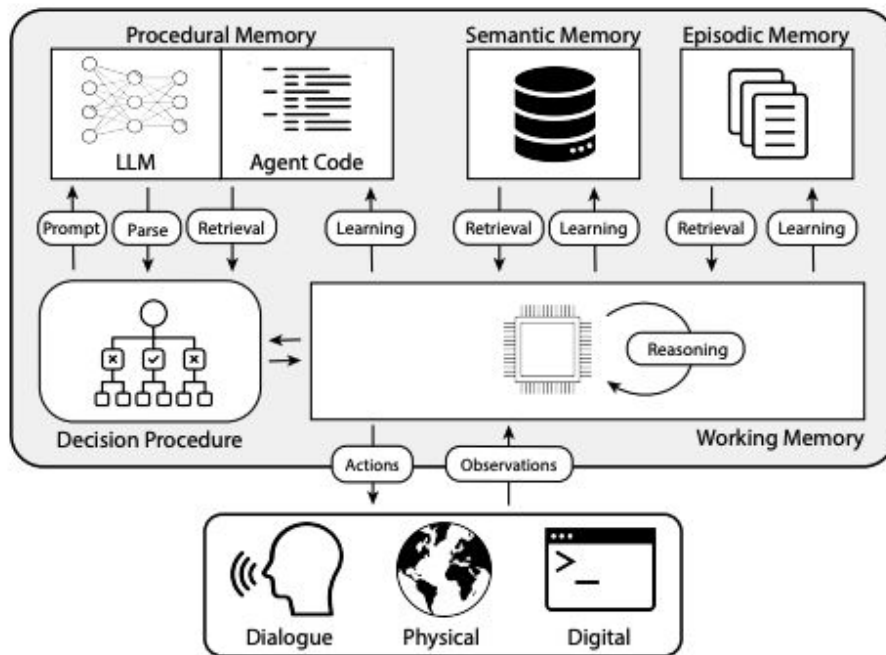 Procedural Memory
Semantic Memory
Episodic Memory
LLM
Agent Code
Prompt
Parse
Retrieval
Learning
Retrieval
Learning
Retrieval
Learning
Reasoning
Decision Procedure
Working Memory
Actions
Observations
>_
Dialogue
Physical
Digital